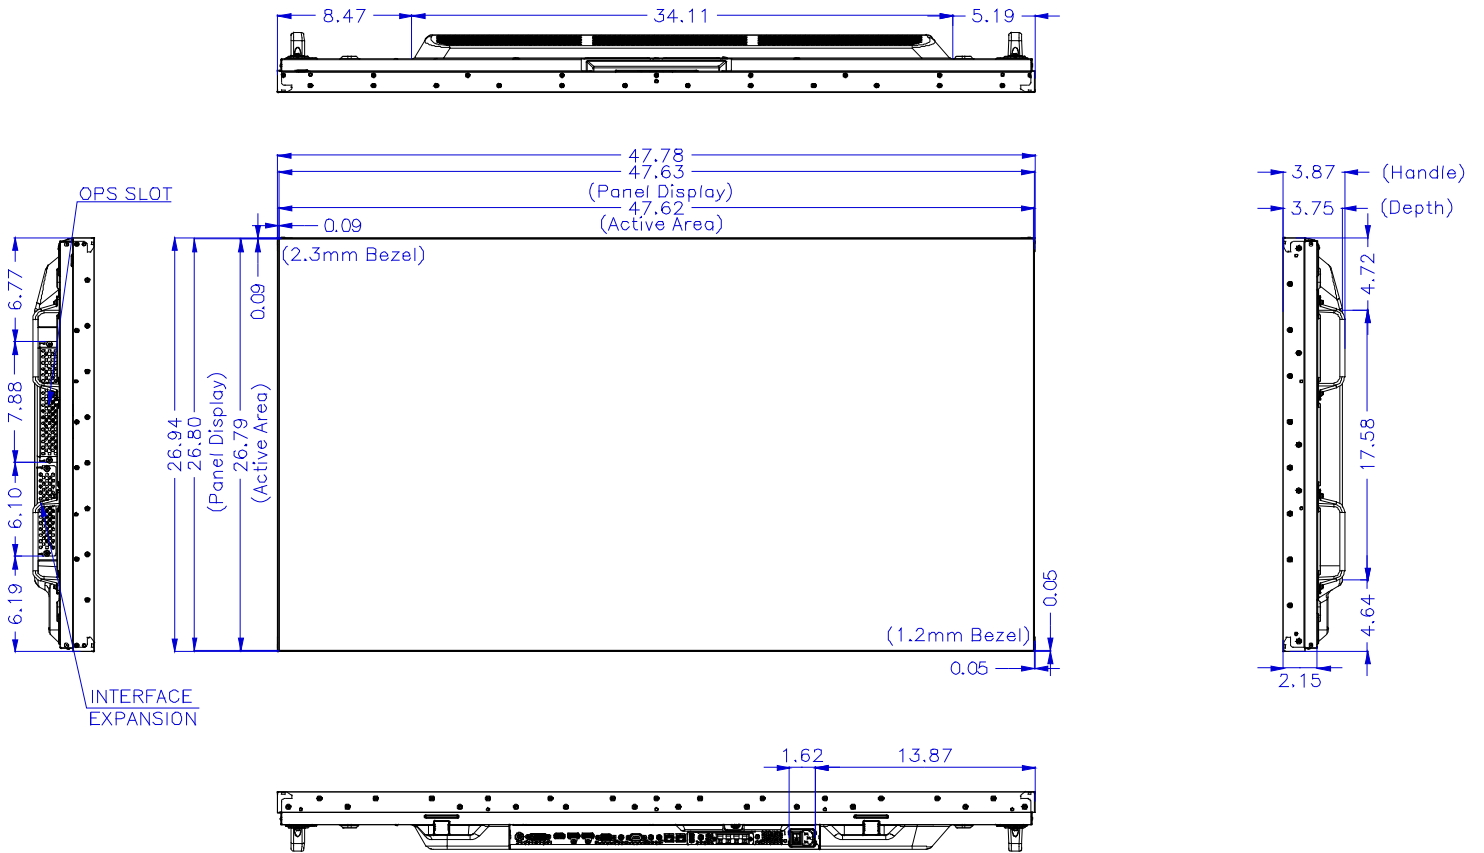 8.47
34.11
5.19
47.78
47.63
(Panel Display)
47.62
(Active Area)
0.09
(2.3mm Bezel)
0.09
OPS SLOT
6.77
7.88
6.10
6.19
INTERFACE
EXPANSION
26.94
26.80
(Panel Display)
26.79
(Active Area)
0.05
(1.2mm Bezel)
0.05
3.87 (Handle)
3.75 (Depth)
4.72
17.58
4.64
2.15
1.62
13.87